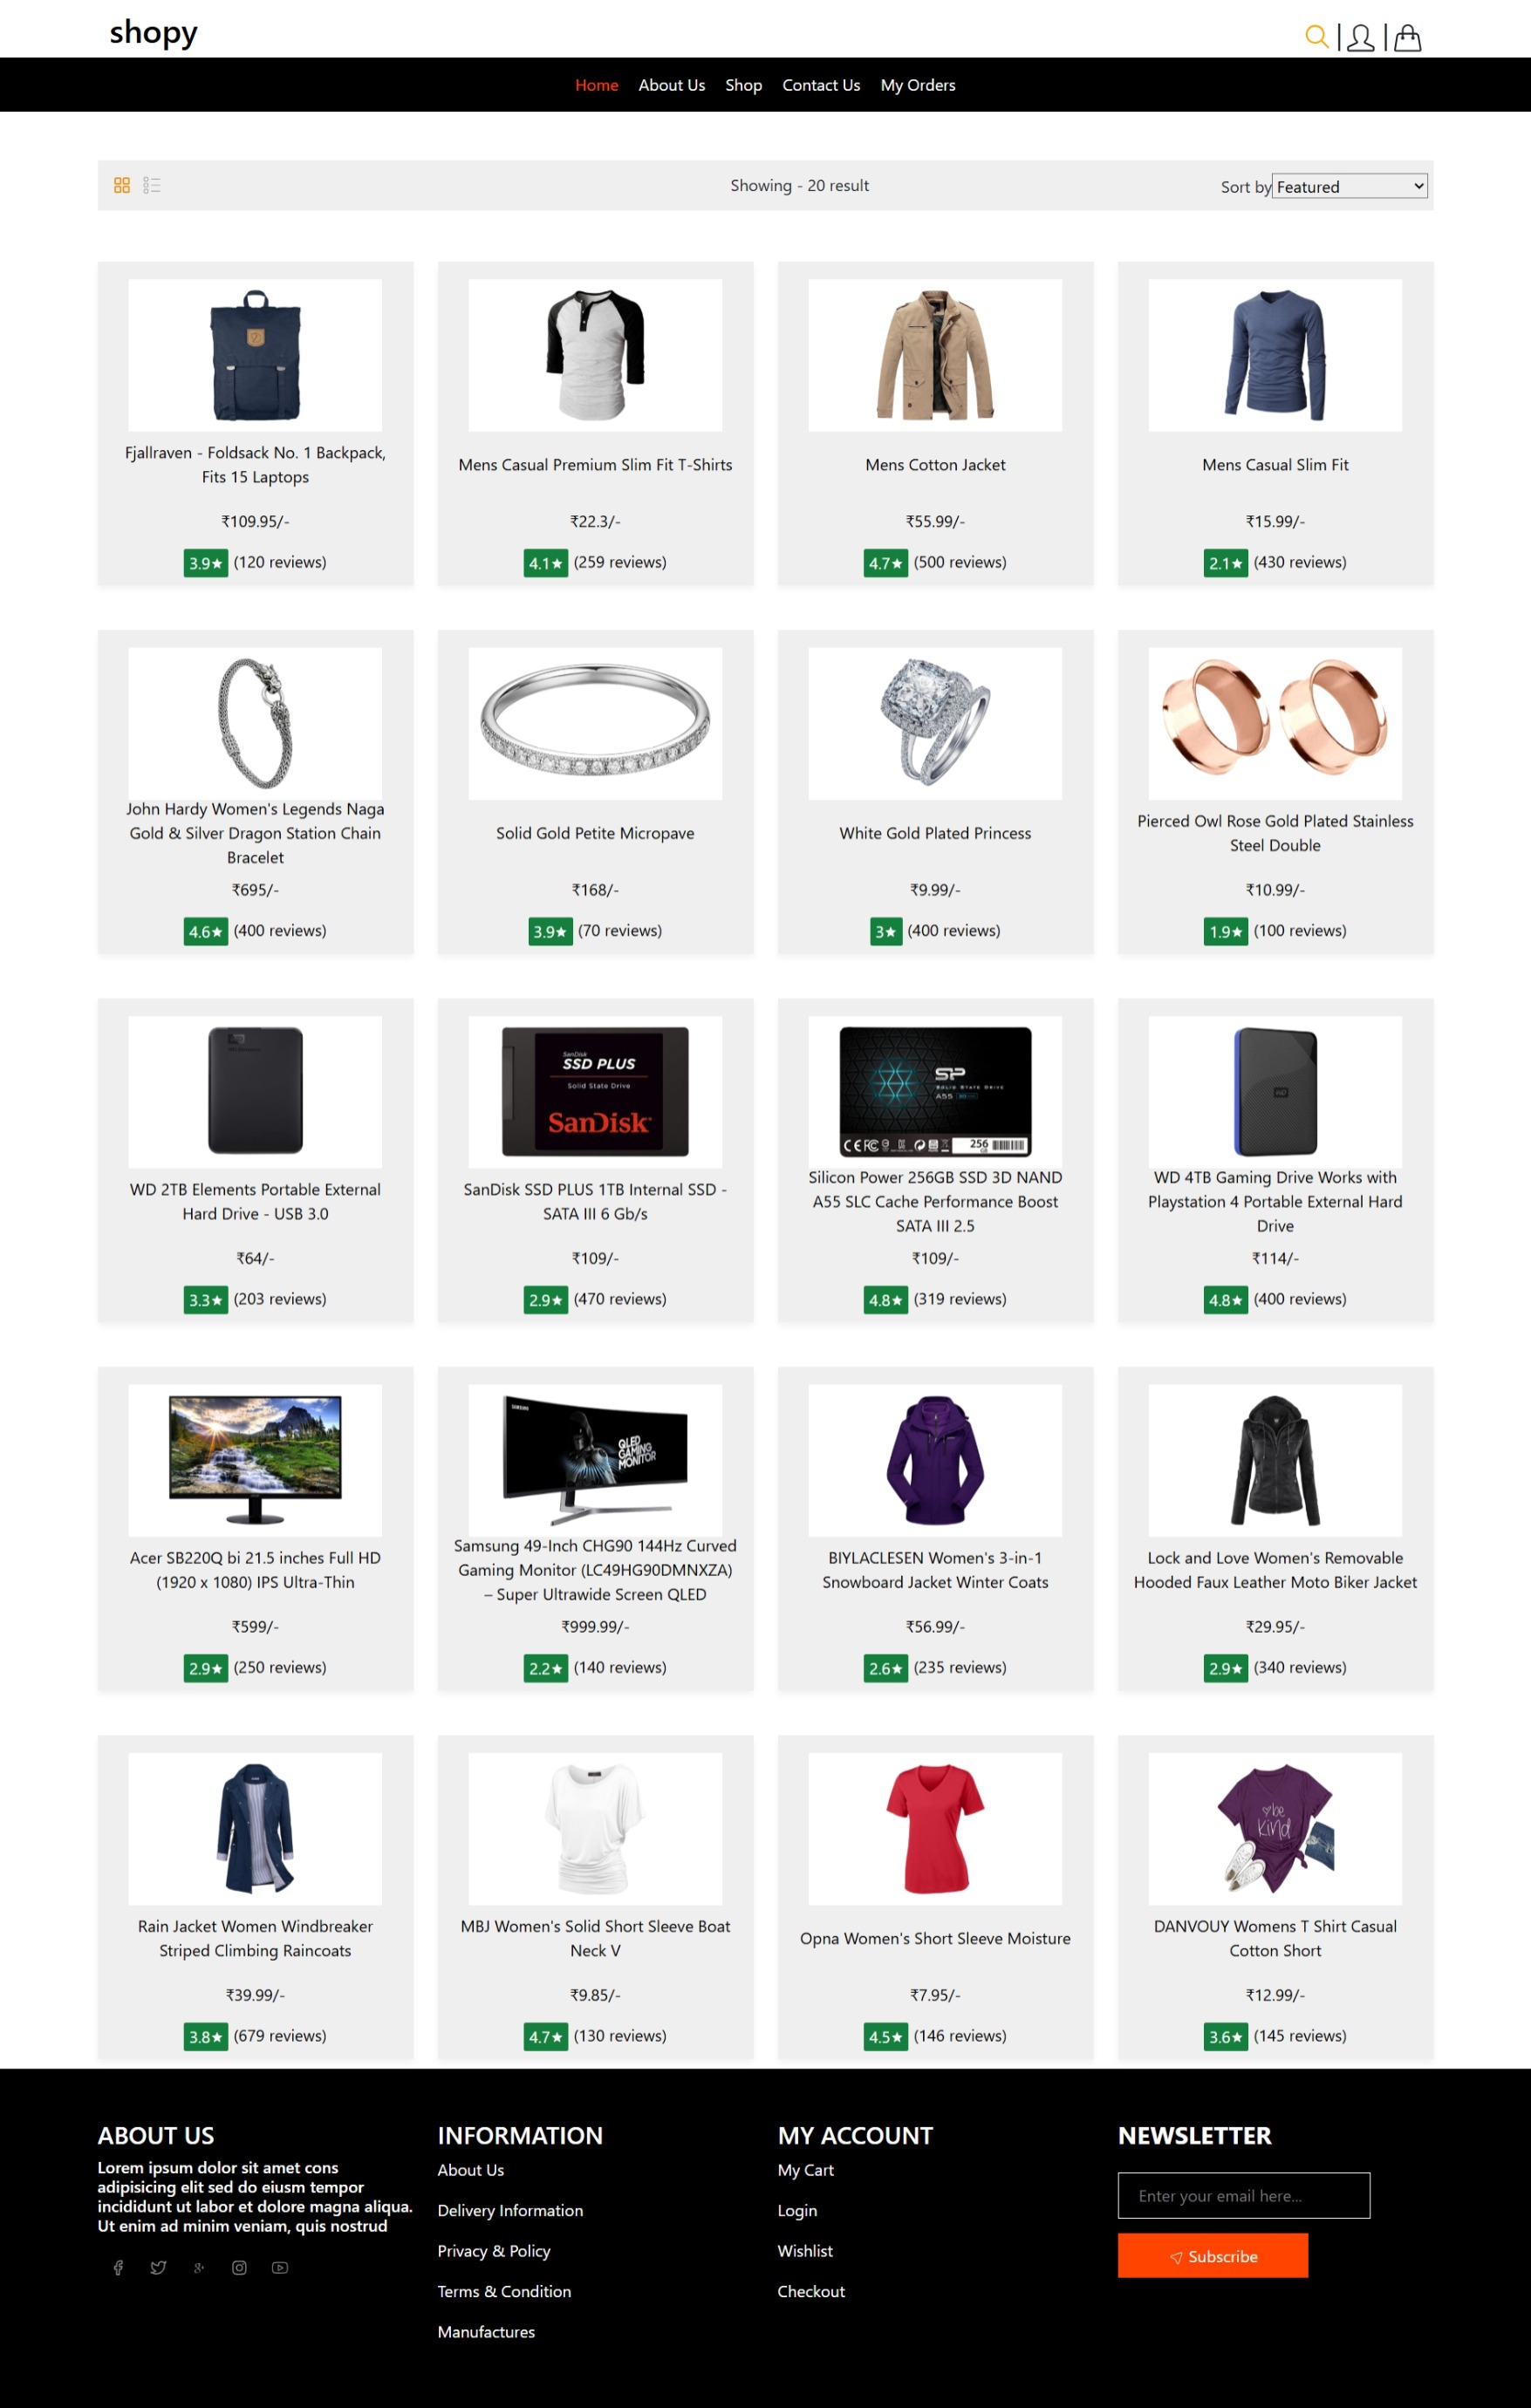 shopy
Home About Us Shop Contact Us My Orders
Showing - 20 result
Sort by Featured
Fjallraven - Foldsack No. 1 Backpack,
Fits 15 Laptops
₹109.95/-
3.9★ (120 reviews)
Mens Casual Premium Slim Fit T-Shirts
₹22.3/-
4.1★ (259 reviews)
Mens Cotton Jacket
₹55.99/-
4.7★ (500 reviews)
Mens Casual Slim Fit
₹15.99/-
2.1★ (430 reviews)
John Hardy Women's Legends Naga
Gold & Silver Dragon Station Chain
Bracelet
₹695/-
4.6★ (400 reviews)
Solid Gold Petite Micropave
₹168/-
3.9★ (70 reviews)
White Gold Plated Princess
₹9.99/-
3★ (400 reviews)
Pierced Owl Rose Gold Plated Stainless
Steel Double
₹10.99/-
1.9★ (100 reviews)
WD 2TB Elements Portable External
Hard Drive - USB 3.0
₹64/-
3.3★ (203 reviews)
SanDisk
SSD PLUS
Solid State Drive
SanDisk
SanDisk SSD PLUS 1TB Internal SSD -
SATA III 6 Gb/s
₹109/-
2.9★ (470 reviews)
SP
SOLID STATE DRIVE
A55
256
Silicon Power 256GB SSD 3D NAND
A55 SLC Cache Performance Boost
SATA III 2.5
₹109/-
4.8★ (319 reviews)
WD
WD 4TB Gaming Drive Works with
Playstation 4 Portable External Hard
Drive
₹114/-
4.8★ (400 reviews)
Acer SB220Q bi 21.5 inches Full HD
(1920 x 1080) IPS Ultra-Thin
₹599/-
2.9★ (250 reviews)
SAMSUNG
QLED
GAMING
MONITOR
Samsung 49-Inch CHG90 144Hz Curved
Gaming Monitor (LC49HG90DMNXZA)
– Super Ultrawide Screen QLED
₹999.99/-
2.2★ (140 reviews)
BIYLACLESEN Women's 3-in-1
Snowboard Jacket Winter Coats
₹56.99/-
2.6★ (235 reviews)
Lock and Love Women's Removable
Hooded Faux Leather Moto Biker Jacket
₹29.95/-
2.9★ (340 reviews)
Rain Jacket Women Windbreaker
Striped Climbing Raincoats
₹39.99/-
3.8★ (679 reviews)
MBJ Women's Solid Short Sleeve Boat
Neck V
₹9.85/-
4.7★ (130 reviews)
Opna Women's Short Sleeve Moisture
₹7.95/-
4.5★ (146 reviews)
be
kind
DANVOUY Womens T Shirt Casual
Cotton Short
₹12.99/-
3.6★ (145 reviews)
ABOUT US
Lorem ipsum dolor sit amet cons
adipisicing elit sed do eiusm tempor
incididunt ut labor et dolore magna aliqua.
Ut enim ad minim veniam, quis nostrud
INFORMATION
About Us
Delivery Information
Privacy & Policy
Terms & Condition
Manufactures
MY ACCOUNT
My Cart
Login
Wishlist
Checkout
NEWSLETTER
Enter your email here...
Subscribe